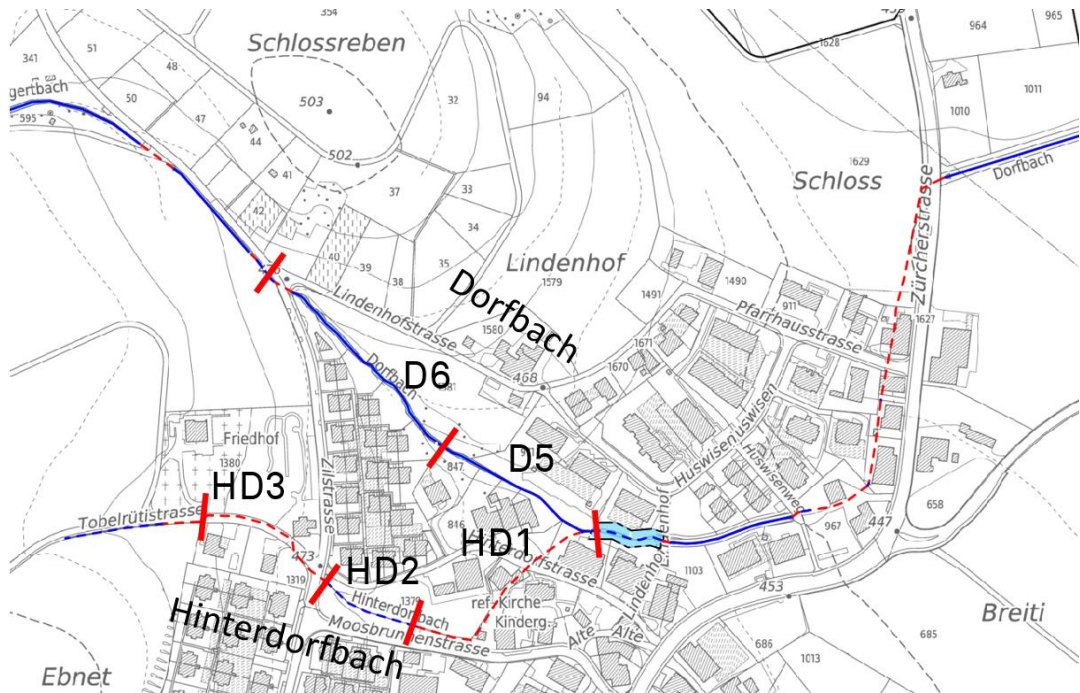 354
965
964
1628
51
341
Schlossreben
48
1011
gertbach
50
503
32
94
1010
595
47
44
502
1629
41
Schloss
Dorfbach
37
33
42
34
40
Zürcherstrasse
39
35
Lindenhof
38
1579
1490
1491
911
Lindenhofstrasse
Dorfbach
Pfarrhausstrasse
1627
1580
1671
Dorfbach
1670
468
D6
Friedhof
1380
Zilstrasse
847
D5
Huswisenweg
HD3
658
Tobelrütistrasse
846
967
447
HD1
473
HD2
1319
1103
453
Hinterdorfbach
1379
ref. Kirche
Kinderg.
Breiti
Moosbrunnenstrasse
Hinterdorfbach
Alte
Alte
686
685
1013
Ebnet